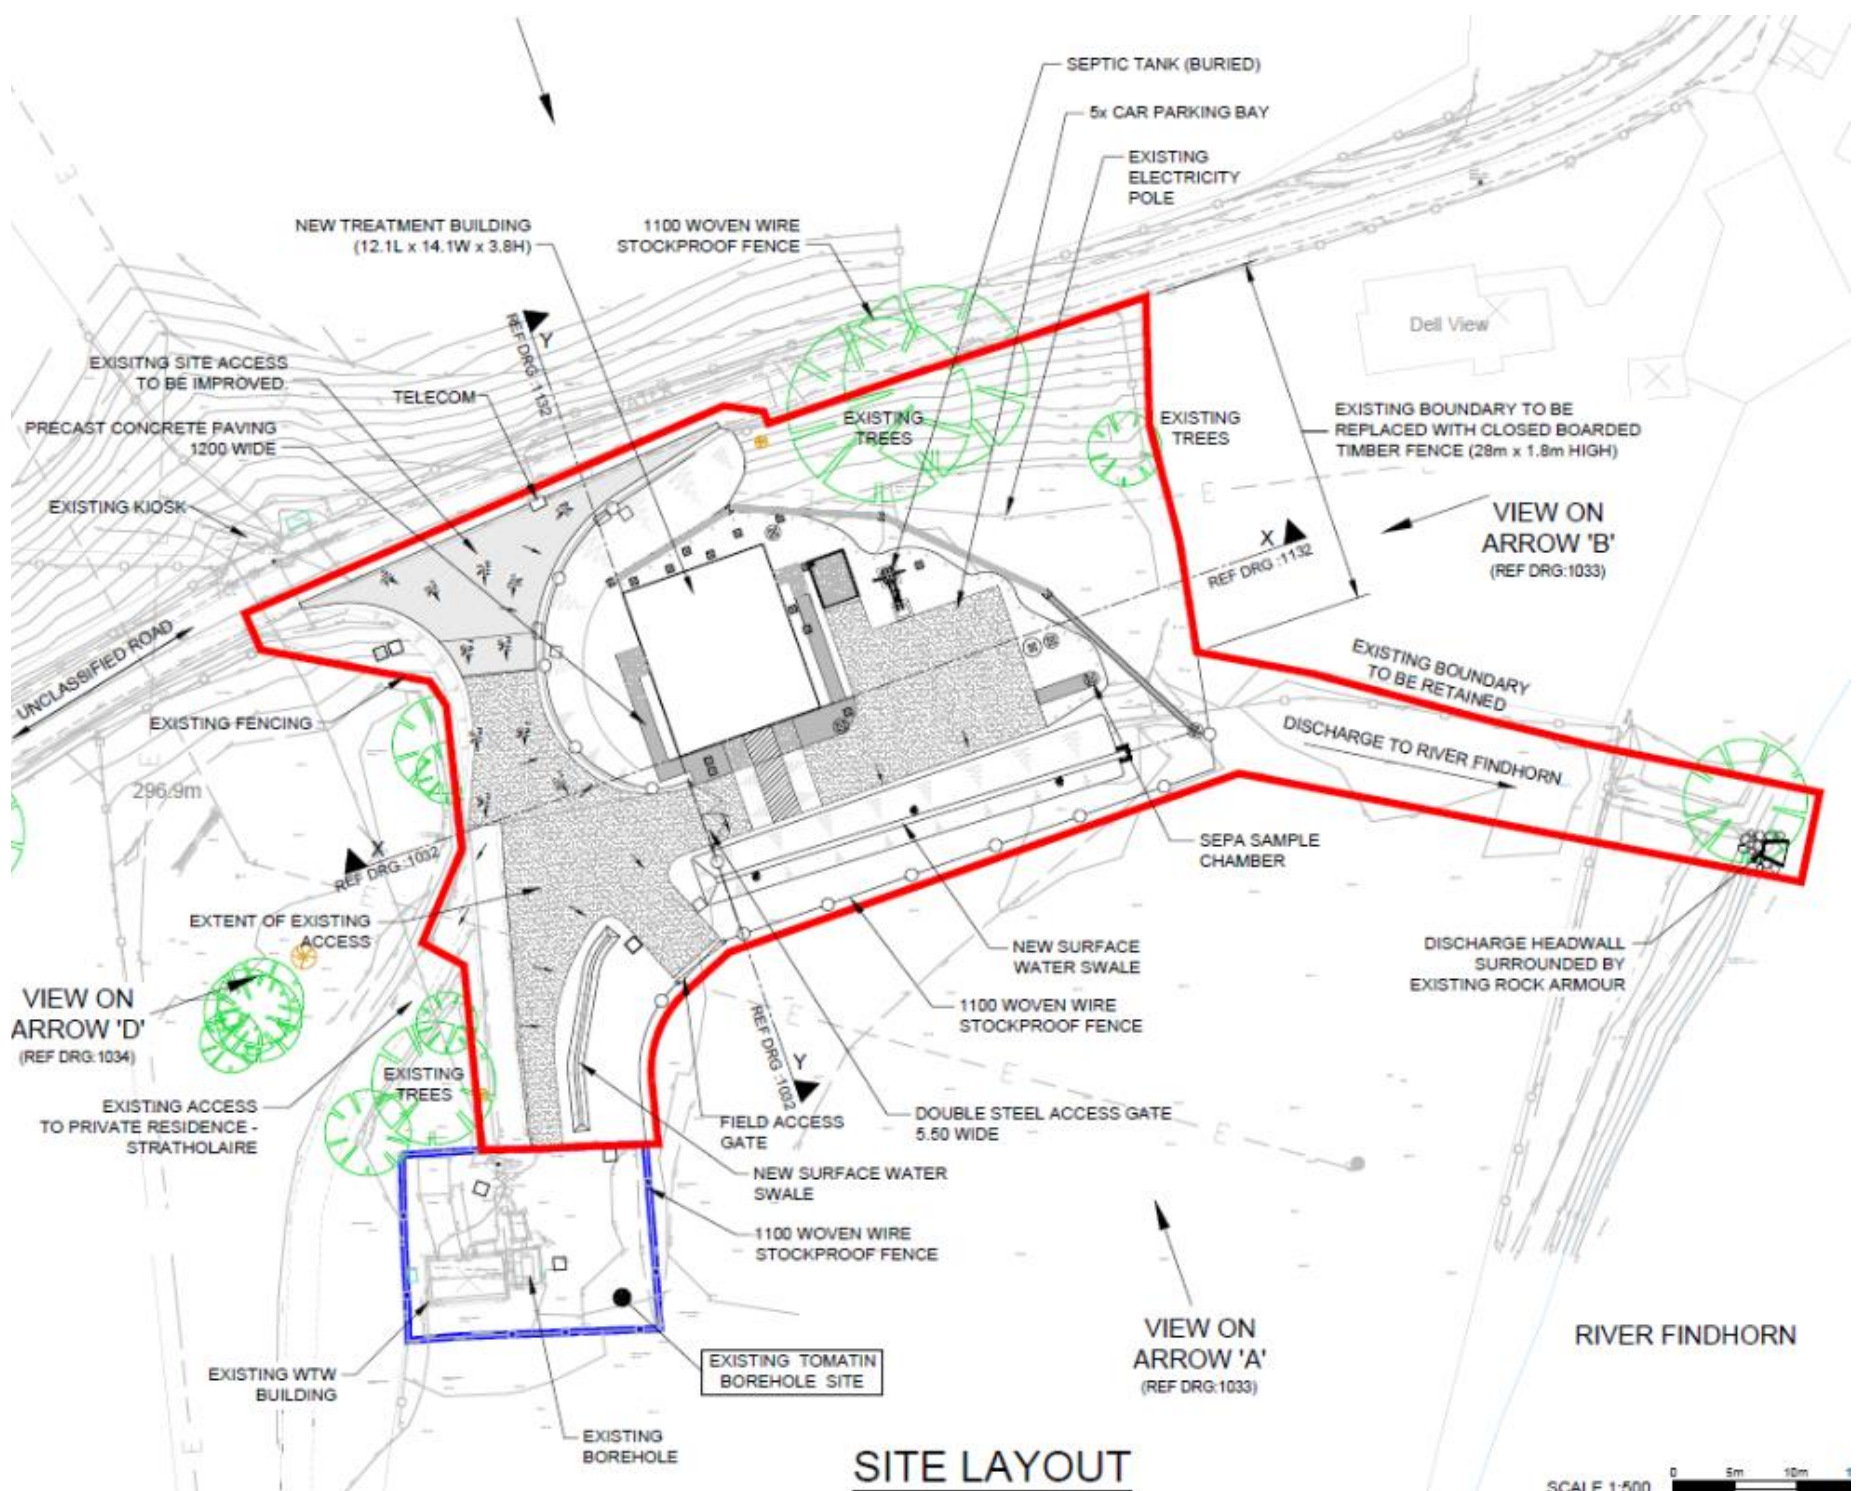 SEPTIC TANK (BURIED)
5x CAR PARKING BAY
EXISTING
ELECTRICITY
POLE
NEW TREATMENT BUILDING
(12.1L x 14.1W x 3.8H)
1100 WOVEN WIRE
STOCKPROOF FENCE
E
Y
REF DRG :1132
EXISITNG SITE ACCESS
TO BE IMPROVED.
TELECOM
PRECAST CONCRETE PAVING
1200 WIDE
EXISTING KIOSK
EXISTING
TREES
EXISTING
TREES
Dell View
EXISTING BOUNDARY TO BE
REPLACED WITH CLOSED BOARDED
TIMBER FENCE (28m x 1.8m HIGH)
E
VIEW ON
ARROW 'B'
(REF DRG:1033)
X
REF DRG :1132
UNCLASSIFIED ROAD
EXISTING FENCING
E
296.9m
EXISTING BOUNDARY
TO BE RETAINED
DISCHARGE TO RIVER FINDHORN
X
REF DRG :1032
SEPA SAMPLE
CHAMBER
EXTENT OF EXISTING
ACCESS
E
NEW SURFACE
WATER SWALE
DISCHARGE HEADWALL
SURROUNDED BY
EXISTING ROCK ARMOUR
VIEW ON
ARROW 'D'
(REF DRG:1034)
1100 WOVEN WIRE
STOCKPROOF FENCE
REF DRG :1032
Y
E
E
EXISTING
TREES
EXISTING ACCESS
TO PRIVATE RESIDENCE -
STRATHOLAIRE
FIELD ACCESS
GATE
DOUBLE STEEL ACCESS GATE
5.50 WIDE
E
NEW SURFACE WATER
SWALE
1100 WOVEN WIRE
STOCKPROOF FENCE
VIEW ON
ARROW 'A'
(REF DRG:1033)
RIVER FINDHORN
EXISTING WTW
BUILDING
EXISTING TOMATIN
BOREHOLE SITE
EXISTING
BOREHOLE
E
SITE LAYOUT
SCALE 1:500
0 5m 10m